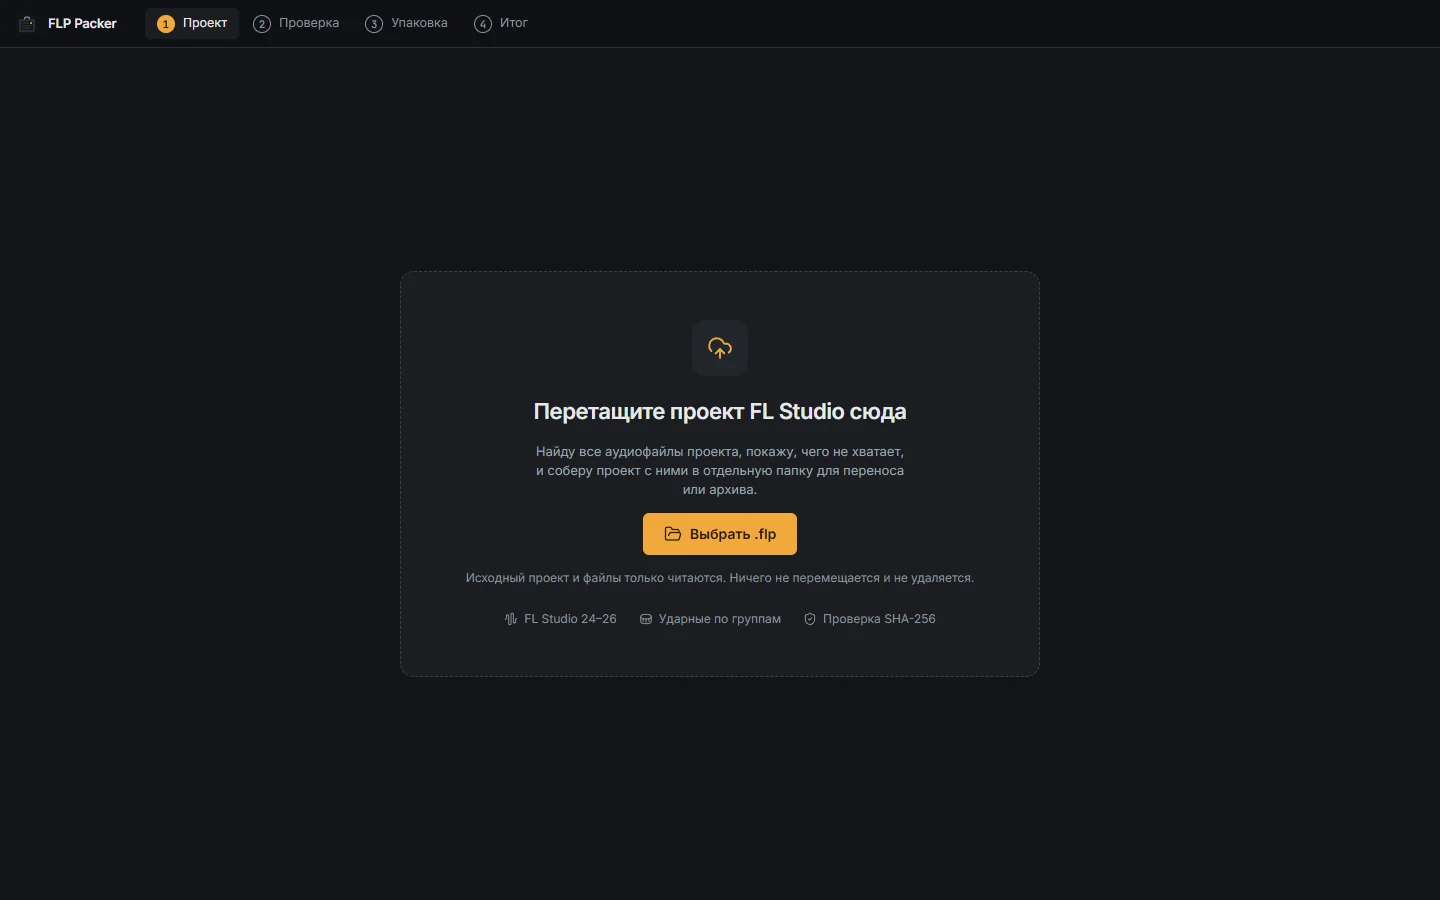 FLP Packer
1 Проект
2 Проверка
3 Упаковка
4 Итог
Перетащите проект FL Studio сюда
Найду все аудиофайлы проекта, покажу, чего не хватает,
и соберу проект с ними в отдельную папку для переноса
или архива.
Выбрать .flp
Исходный проект и файлы только читаются. Ничего не перемещается и не удаляется.
FL Studio 24–26
Ударные по группам
Проверка SHA-256